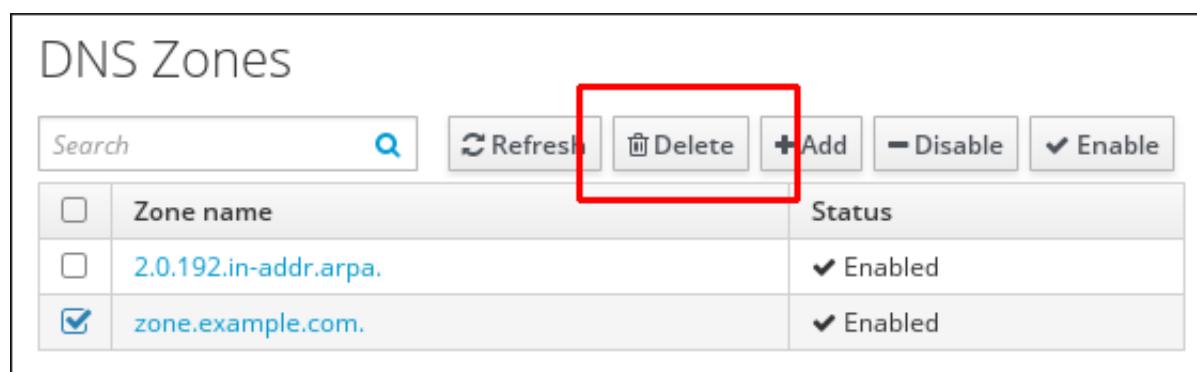 DNS Zones
Search Refresh Delete Add Disable Enable
Zone name Status
2.0.192.in-addr.arpa. Enabled
zone.example.com. Enabled